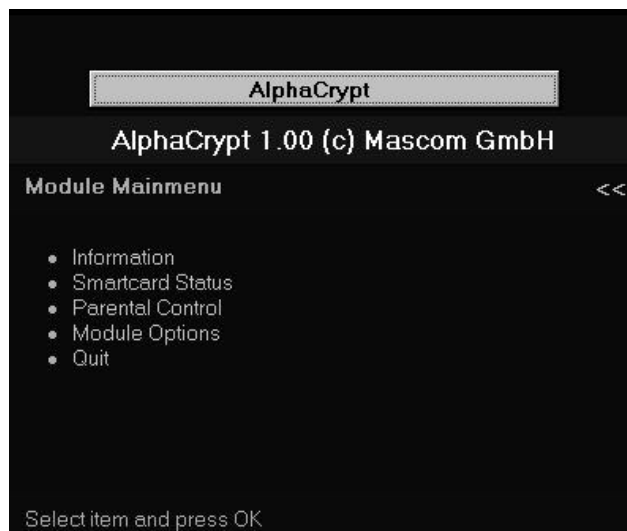 AlphaCrypt
AlphaCrypt 1.00 (c) Mascom GmbH
Module Mainmenu <<
• Information
• Smartcard Status
• Parental Control
• Module Options
• Quit
Select item and press OK